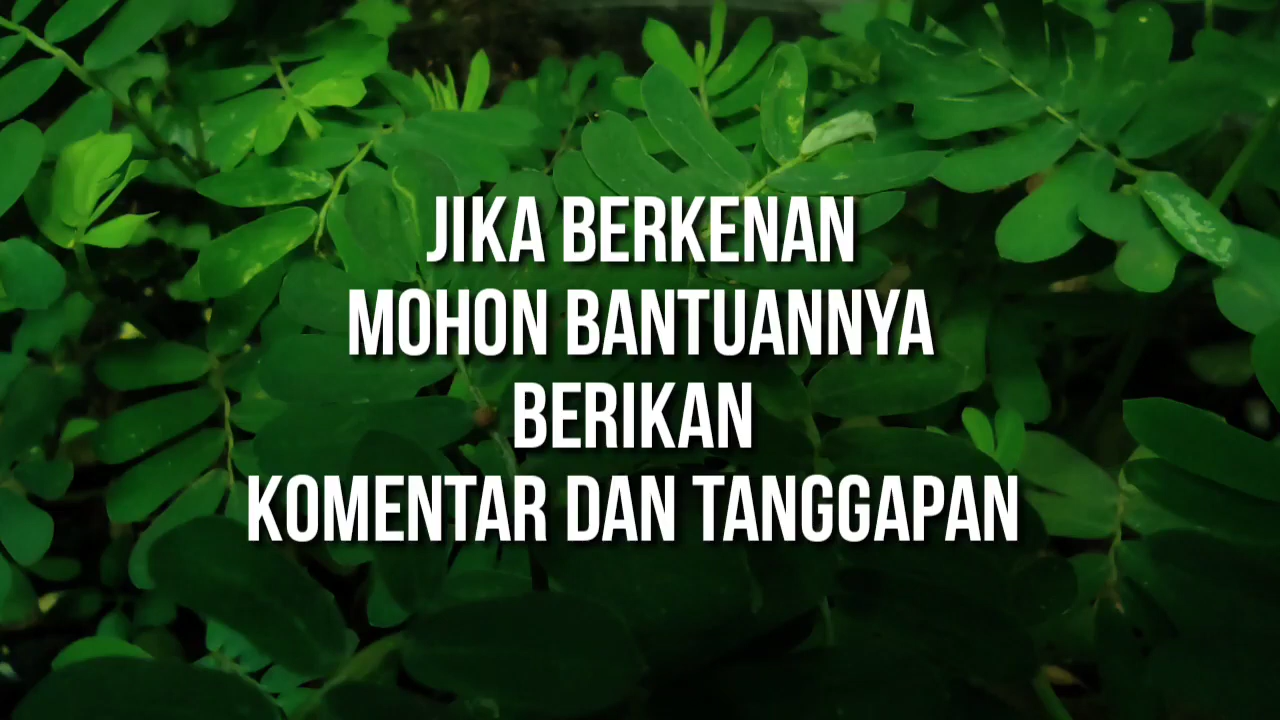 JIKA BERKENAN
MOHON BANTUANNYA
BERIKAN
KOMENTAR DAN TANGGAPAN